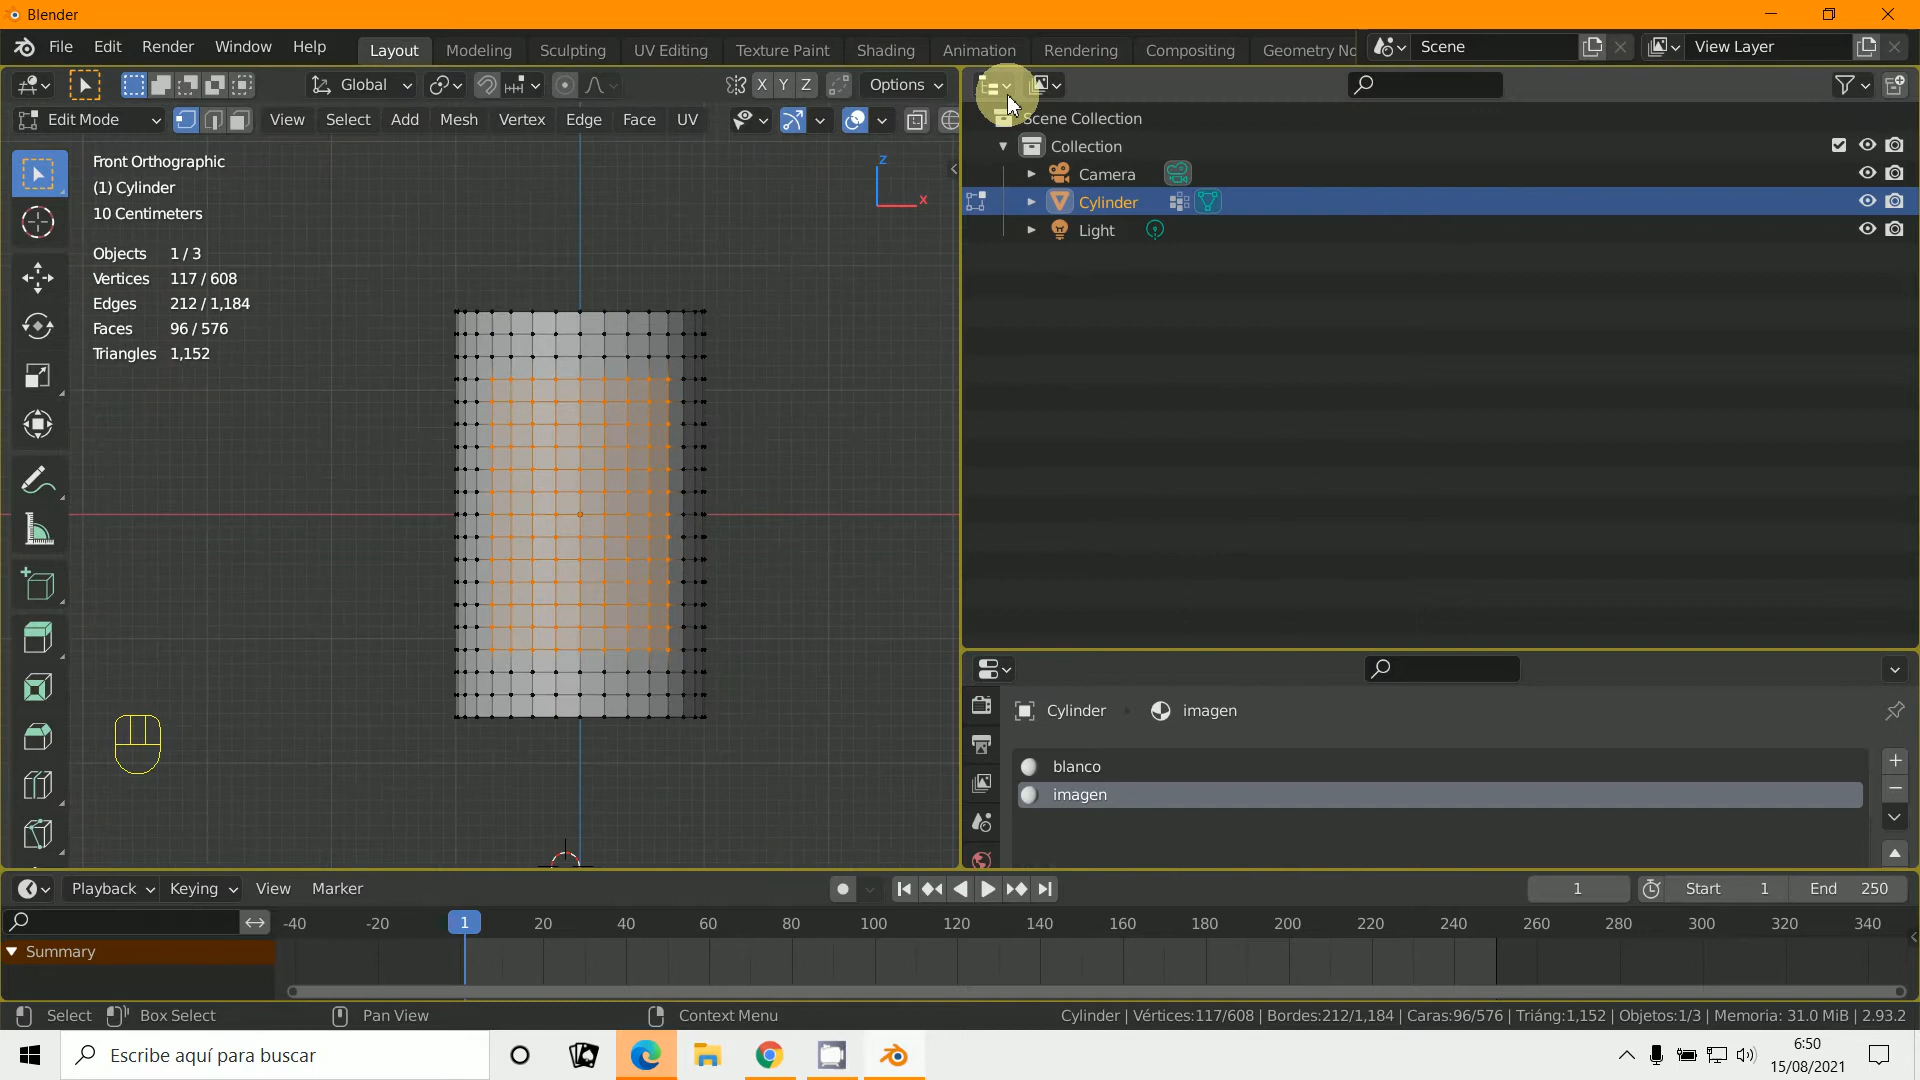 Blender
File Edit Render Window Help Layout Modeling Sculpting UV Editing Texture Paint Shading Animation Rendering Compositing Geometry No Scene View Layer
Global X Y Z Options
Edit Mode View Select Add Mesh Vertex Edge Face UV
Front Orthographic
(1) Cylinder
10 Centimeters
Objects 1 / 3
Vertices 117 / 608
Edges 212 / 1,184
Faces 96 / 576
Triangles 1,152
z
x
Scene Collection
Collection
Camera
Cylinder
Light
Cylinder imagen
blanco
imagen
Playback Keying View Marker 1 Start 1 End 250
-40 -20 1 20 40 60 80 100 120 140 160 180 200 220 240 260 280 300 320 340
Summary
Select Box Select Pan View Context Menu Cylinder | Vértices:117/608 | Bordes:212/1,184 | Caras:96/576 | Triáng:1,152 | Objetos:1/3 | Memoria: 31.0 MiB | 2.93.2
Escribe aquí para buscar
6:50
15/08/2021